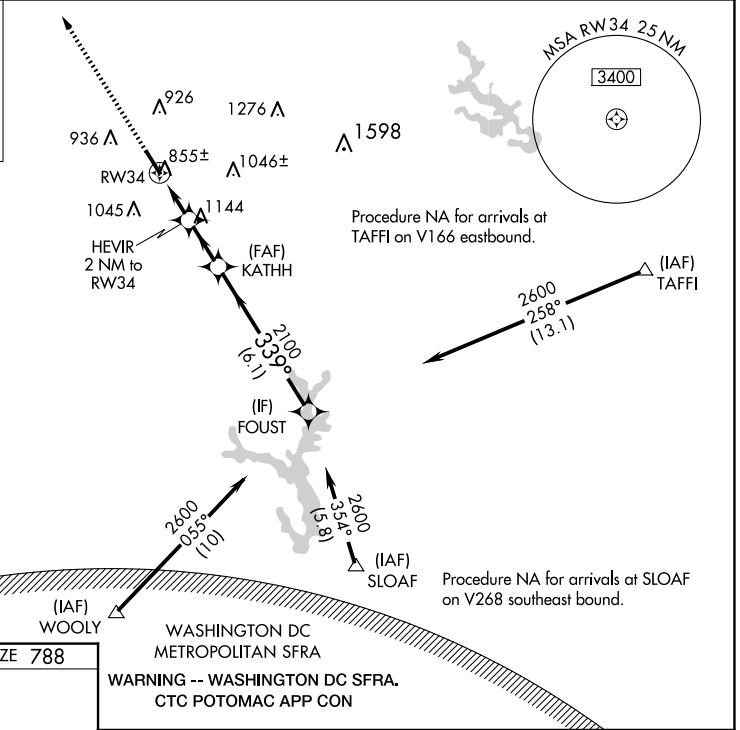 MSA RW34 25 NM
3400
926
1276
936
1598
855±
1046±
RW34
1045
1144
Procedure NA for arrivals at
TAFFI on V166 eastbound.
HEVIR
2 NM to
RW34
(FAF)
KATHH
(IAF)
TAFFI
2600
258°
(13.1)
2100
339°
(6.1)
(IF)
FOUST
2600
055°
(10)
2600
354°
(5.8)
(IAF)
SLOAF
Procedure NA for arrivals at SLOAF
on V268 southeast bound.
(IAF)
WOOLY
WASHINGTON DC
METROPOLITAN SFRA
ZE 788
WARNING -- WASHINGTON DC SFRA.
CTC POTOMAC APP CON